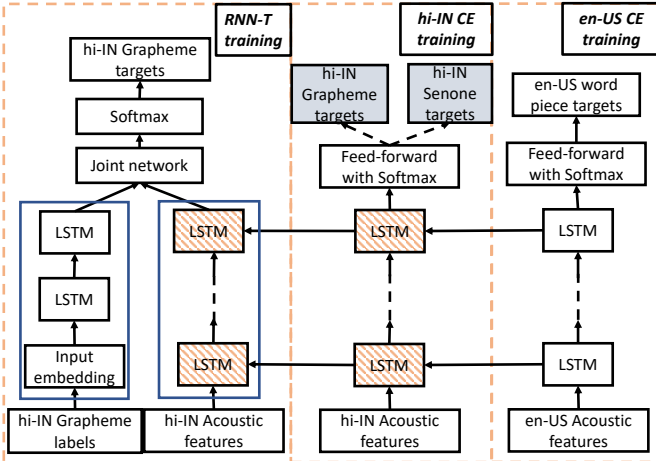 RNN-T
training
hi-IN Grapheme
targets
Softmax
Joint network
LSTM
LSTM
LSTM
LSTM
Input
embedding
hi-IN Grapheme
labels
hi-IN Acoustic
features
hi-IN CE
training
hi-IN
Grapheme
targets
hi-IN
Senone
targets
Feed-forward
with Softmax
LSTM
LSTM
hi-IN Acoustic
features
en-US CE
training
en-US word
piece targets
Feed-forward
with Softmax
LSTM
LSTM
en-US Acoustic
features